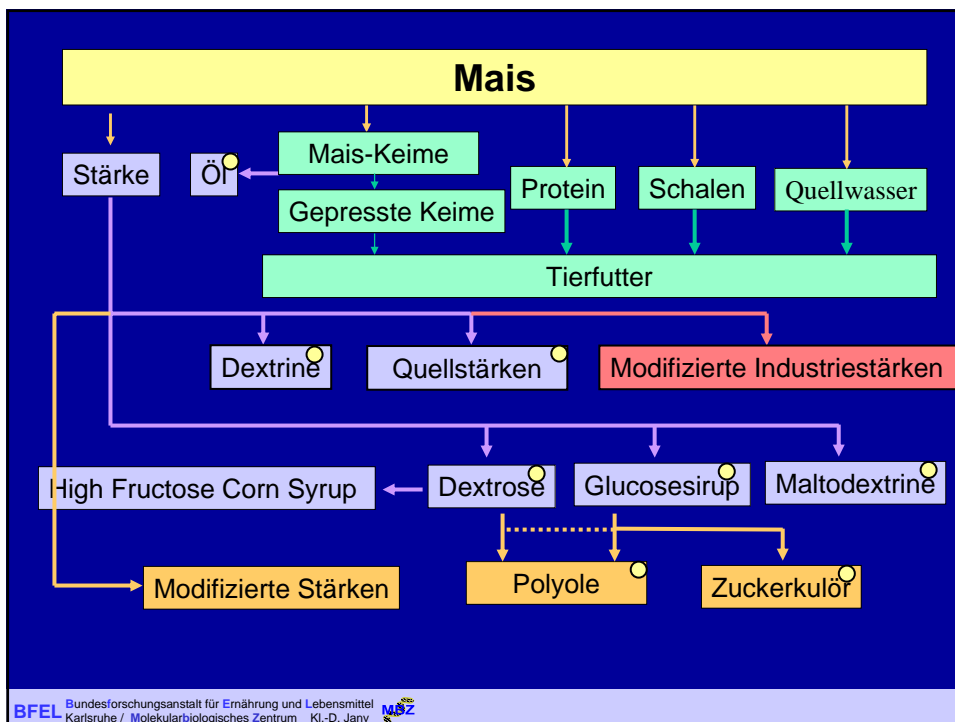 Mais
Stärke
Öl
Mais-Keime
Protein
Schalen
Quellwasser
Gepresste Keime
Tierfutter
Dextrine
Quellstärken
Modifizierte Industriestärken
High Fructose Corn Syrup
Dextrose
Glucosesirup
Maltodextrine
Modifizierte Stärken
Polyole
Zuckerkulör
BFEL Bundesforschungsanstalt für Ernährung und Lebensmittel
Karlsruhe / Molekularbiologisches Zentrum Kl.-D. Jany
MBZ